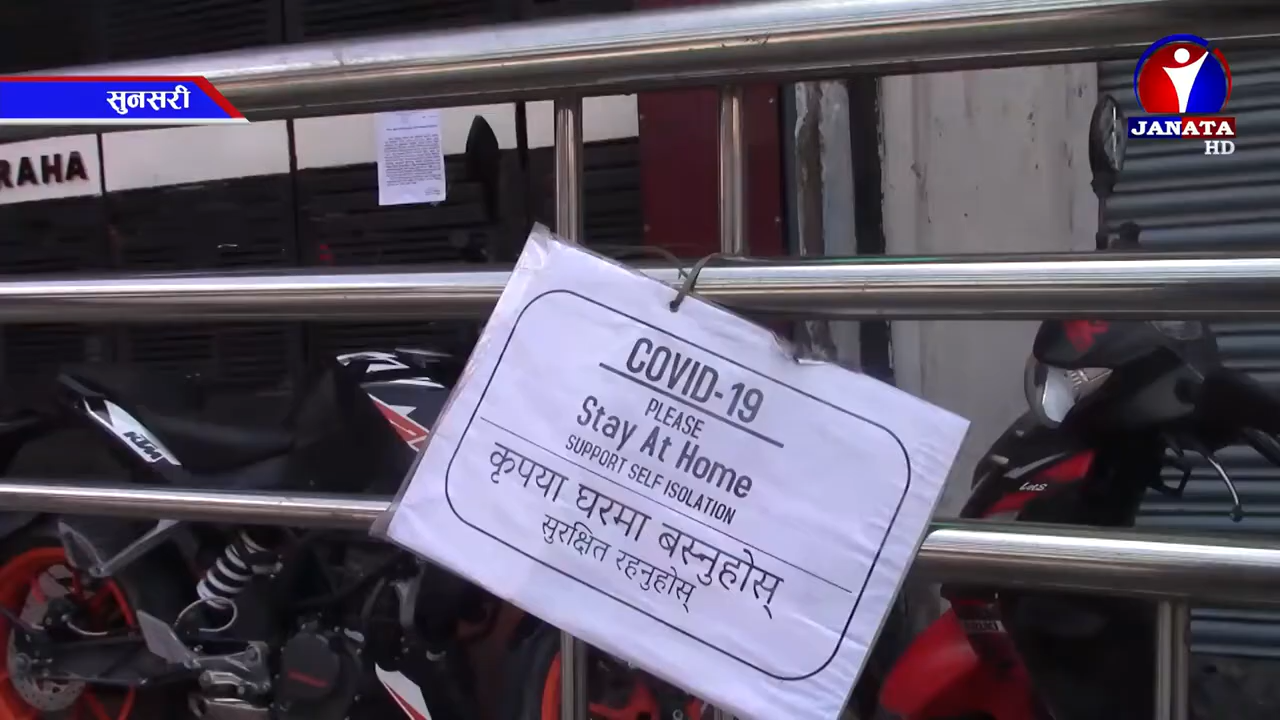 सुनसरी
JANATA
HD
RAHA
COVID-19
PLEASE
Stay At Home
SUPPORT SELF ISOLATION
कृपया घरमा बस्नुहोस्
सुरक्षित रहनुहोस्
KTM
Lets